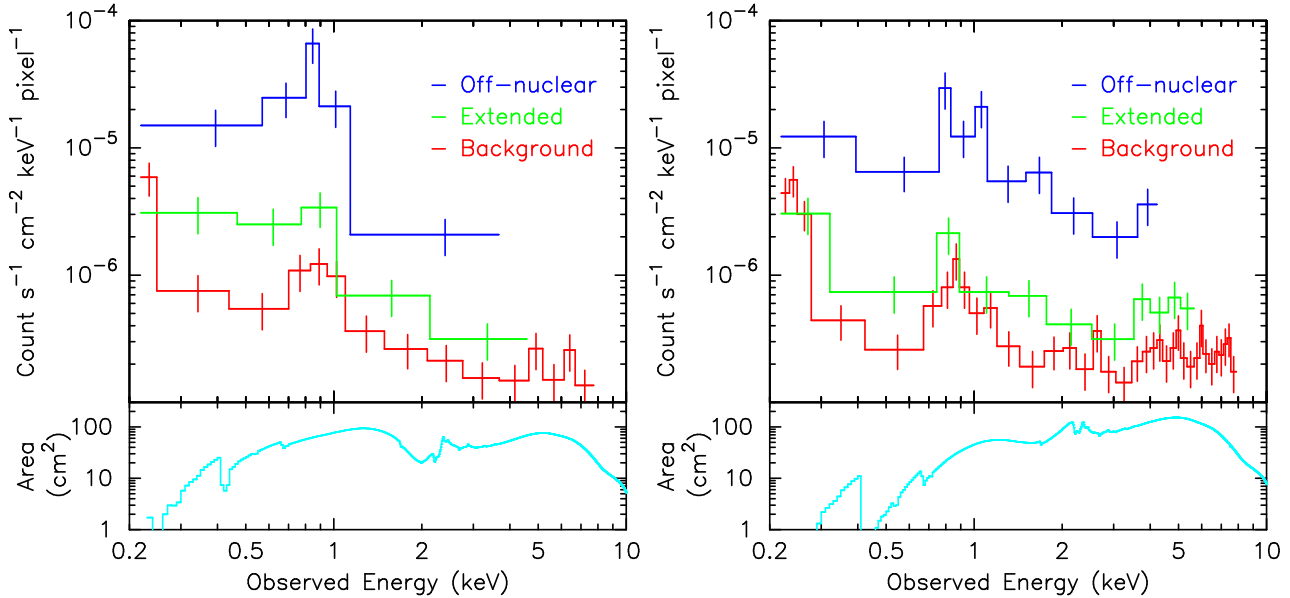 Count s⁻¹ cm⁻² keV⁻¹ pixel⁻¹
10⁻⁴
10⁻⁵
10⁻⁶
Off−nuclear
Extended
Background
Area
(cm²)
100
10
1
0.2 0.5 1 2 5 10
Observed Energy (keV)
Count s⁻¹ cm⁻² keV⁻¹ pixel⁻¹
10⁻⁴
10⁻⁵
10⁻⁶
Off−nuclear
Extended
Background
Area
(cm²)
100
10
1
0.2 0.5 1 2 5 10
Observed Energy (keV)